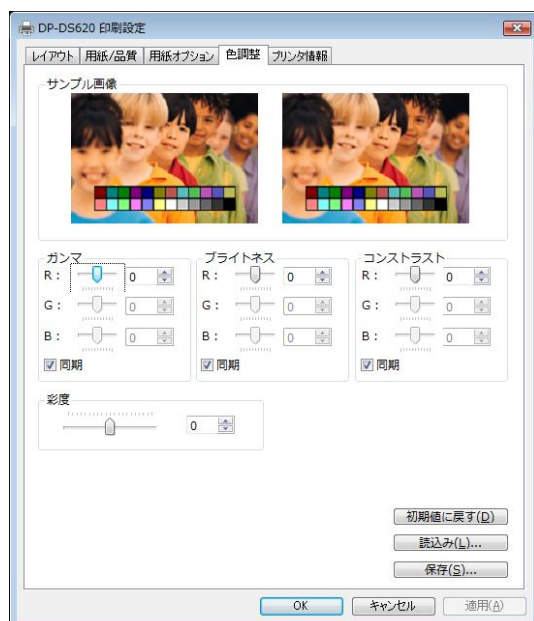 DP-DS620 印刷設定
レイアウト 用紙/品質 用紙オプション 色調整 プリンタ情報
サンプル画像
ガンマ ブライトネス コンストラスト
R: 0 R: 0 R: 0
G: 0 G: 0 G: 0
B: 0 B: 0 B: 0
同期 同期 同期
彩度
0
初期値に戻す(D)
読込み(L)...
保存(S)...
OK キャンセル 適用(A)